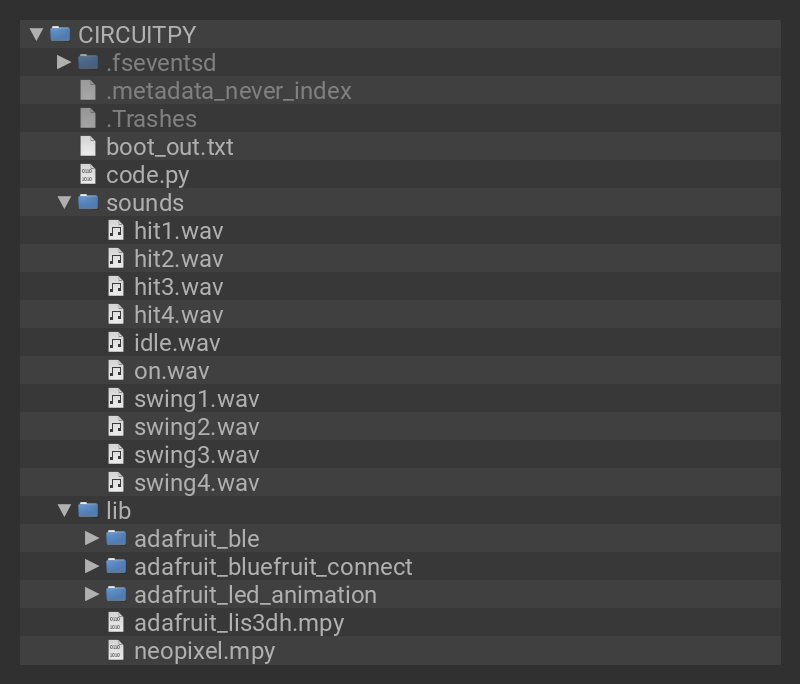 CIRCUITPY
.fseventsd
.metadata_never_index
.Trashes
boot_out.txt
code.py
sounds
hit1.wav
hit2.wav
hit3.wav
hit4.wav
idle.wav
on.wav
swing1.wav
swing2.wav
swing3.wav
swing4.wav
lib
adafruit_ble
adafruit_bluefruit_connect
adafruit_led_animation
adafruit_lis3dh.mpy
neopixel.mpy